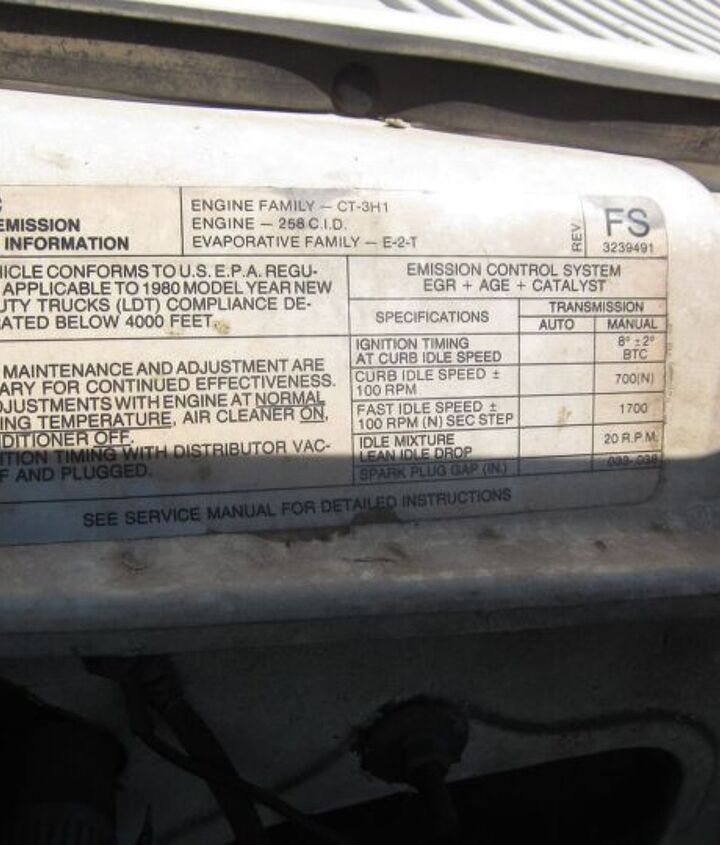 C
EMISSION
INFORMATION
ENGINE FAMILY — CT-3H1
ENGINE — 258 C.I.D.
EVAPORATIVE FAMILY — E-2-T
REV.
FS
3239491
HICLE CONFORMS TO U.S. E.P.A. REGU-
APPLICABLE TO 1980 MODEL YEAR NEW
UTY TRUCKS (LDT) COMPLIANCE DE-
RATED BELOW 4000 FEET.
MAINTENANCE AND ADJUSTMENT ARE
ARY FOR CONTINUED EFFECTIVENESS.
DJUSTMENTS WITH ENGINE AT NORMAL
ING TEMPERATURE, AIR CLEANER ON,
NDITIONER OFF.
ITION TIMING WITH DISTRIBUTOR VAC-
F AND PLUGGED.
EMISSION CONTROL SYSTEM
EGR + AGE + CATALYST
SPECIFICATIONS
TRANSMISSION
AUTO MANUAL
IGNITION TIMING 8° ±2°
AT CURB IDLE SPEED BTC
CURB IDLE SPEED ± 700(N)
100 RPM
FAST IDLE SPEED ± 1700
100 RPM (N) SEC STEP
IDLE MIXTURE 20 R.P.M.
LEAN IDLE DROP
SPARK PLUG GAP (IN.) .033-.038
SEE SERVICE MANUAL FOR DETAILED INSTRUCTIONS